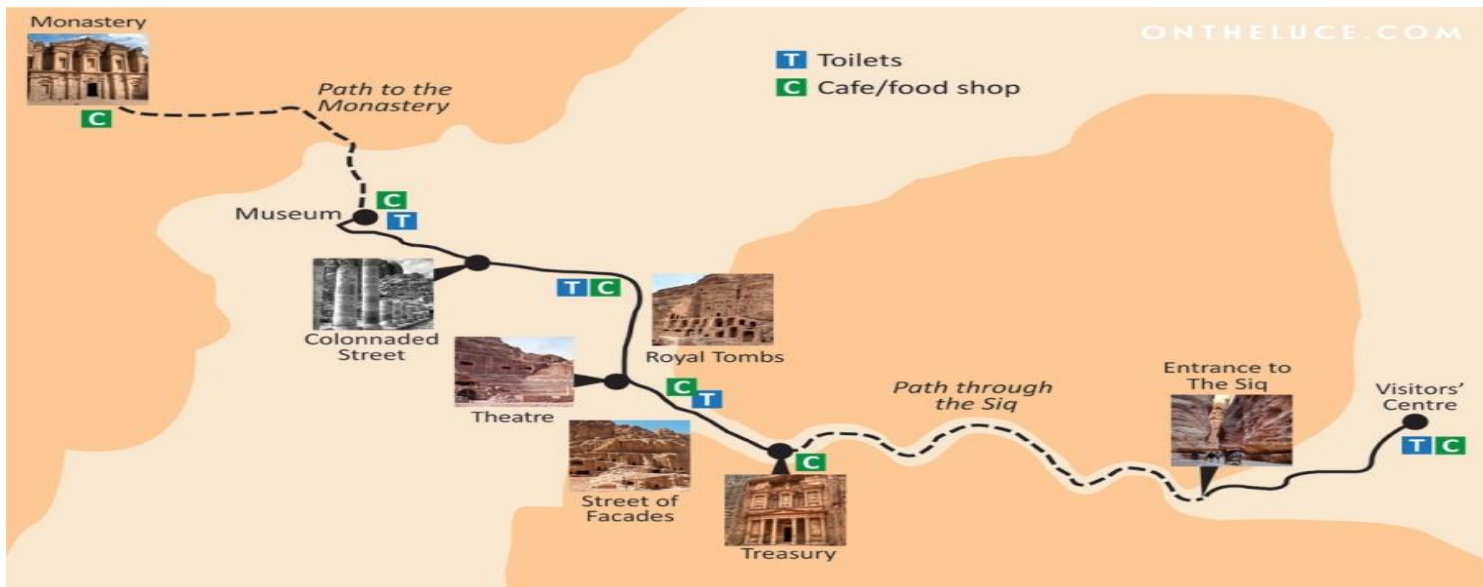 Monastery
C
Path to the
Monastery
ONTHELUCE.COM
T Toilets
C Cafe/food shop
Museum
C
T
Colonnaded
Street
T C
Royal Tombs
Theatre
C
T
Street of
Facades
C
Treasury
Path through
the Siq
Entrance to
The Siq
Visitors'
Centre
T C